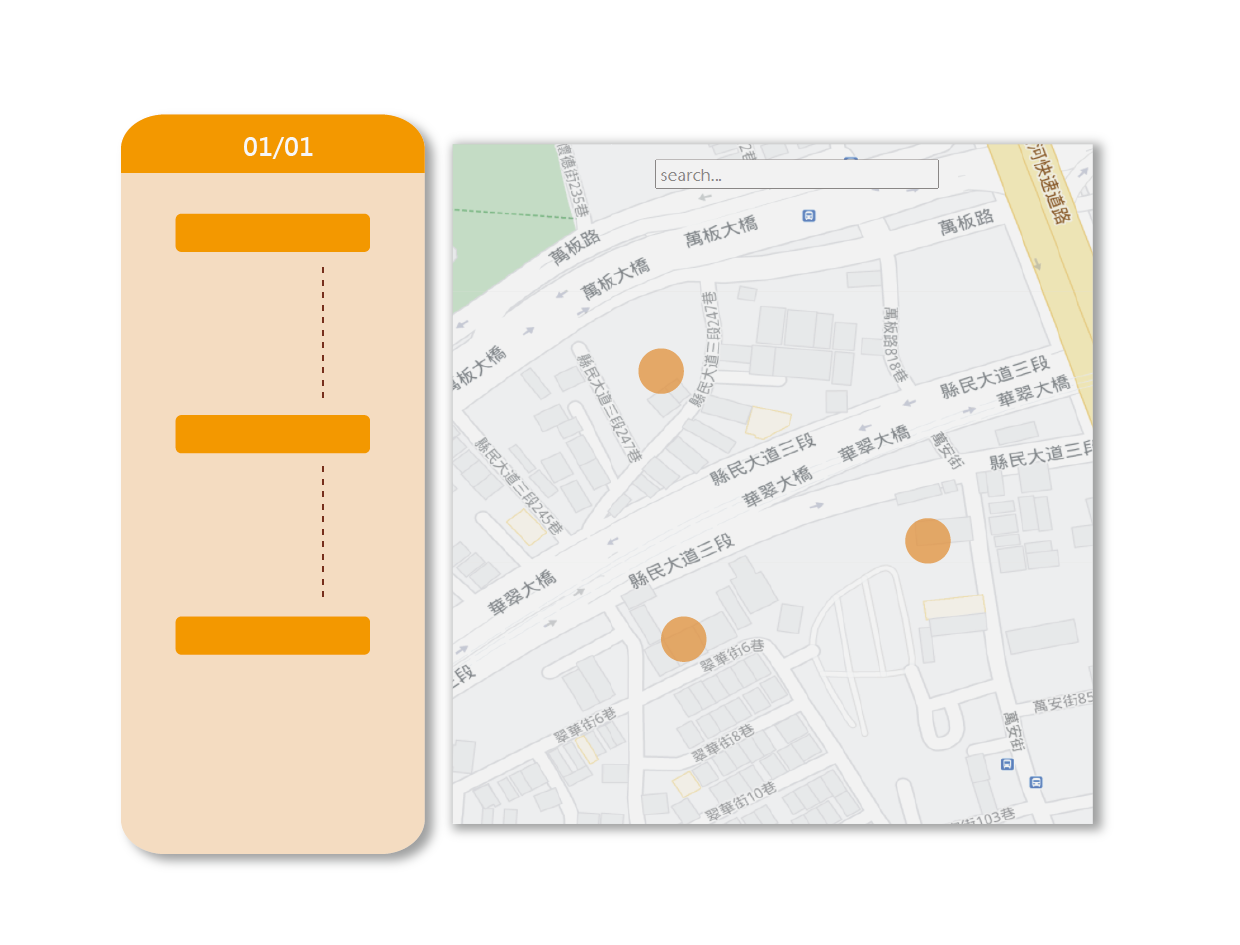 01/01
search...
環德街235巷
2巷
河快速道路
萬板路
萬板大橋
萬板路
萬板大橋
縣民大道三段247巷
萬板路818巷
萬板大橋
縣民大道三段247巷
縣民大道三段
華翠大橋
縣民大道三段
華翠大橋
華翠大橋
萬安街
縣民大道三段
縣民大道三段245巷
縣民大道三段
華翠大橋
翠華街6巷
三段
萬安街85
翠華街6巷
萬安街
翠華街8巷
翠華街10巷
街103巷